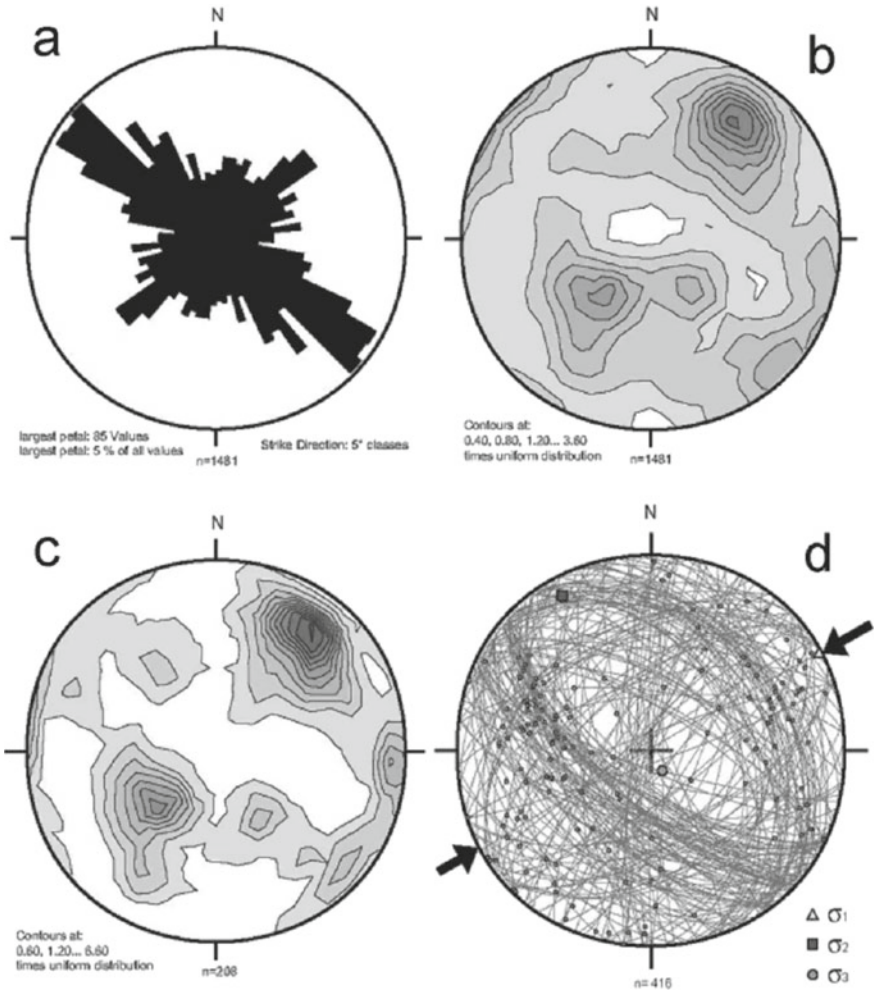 a
N
largest petal: 85 Values
largest petal: 5 % of all values
Strike Direction: 5° classes
n=1481
b
N
Contours at:
0.40, 0.80, 1.20... 3.60
times uniform distribution
n=1481
c
N
Contours at:
0.60, 1.20... 6.60
times uniform distribution
n=208
d
N
σ1
σ2
σ3
n=416